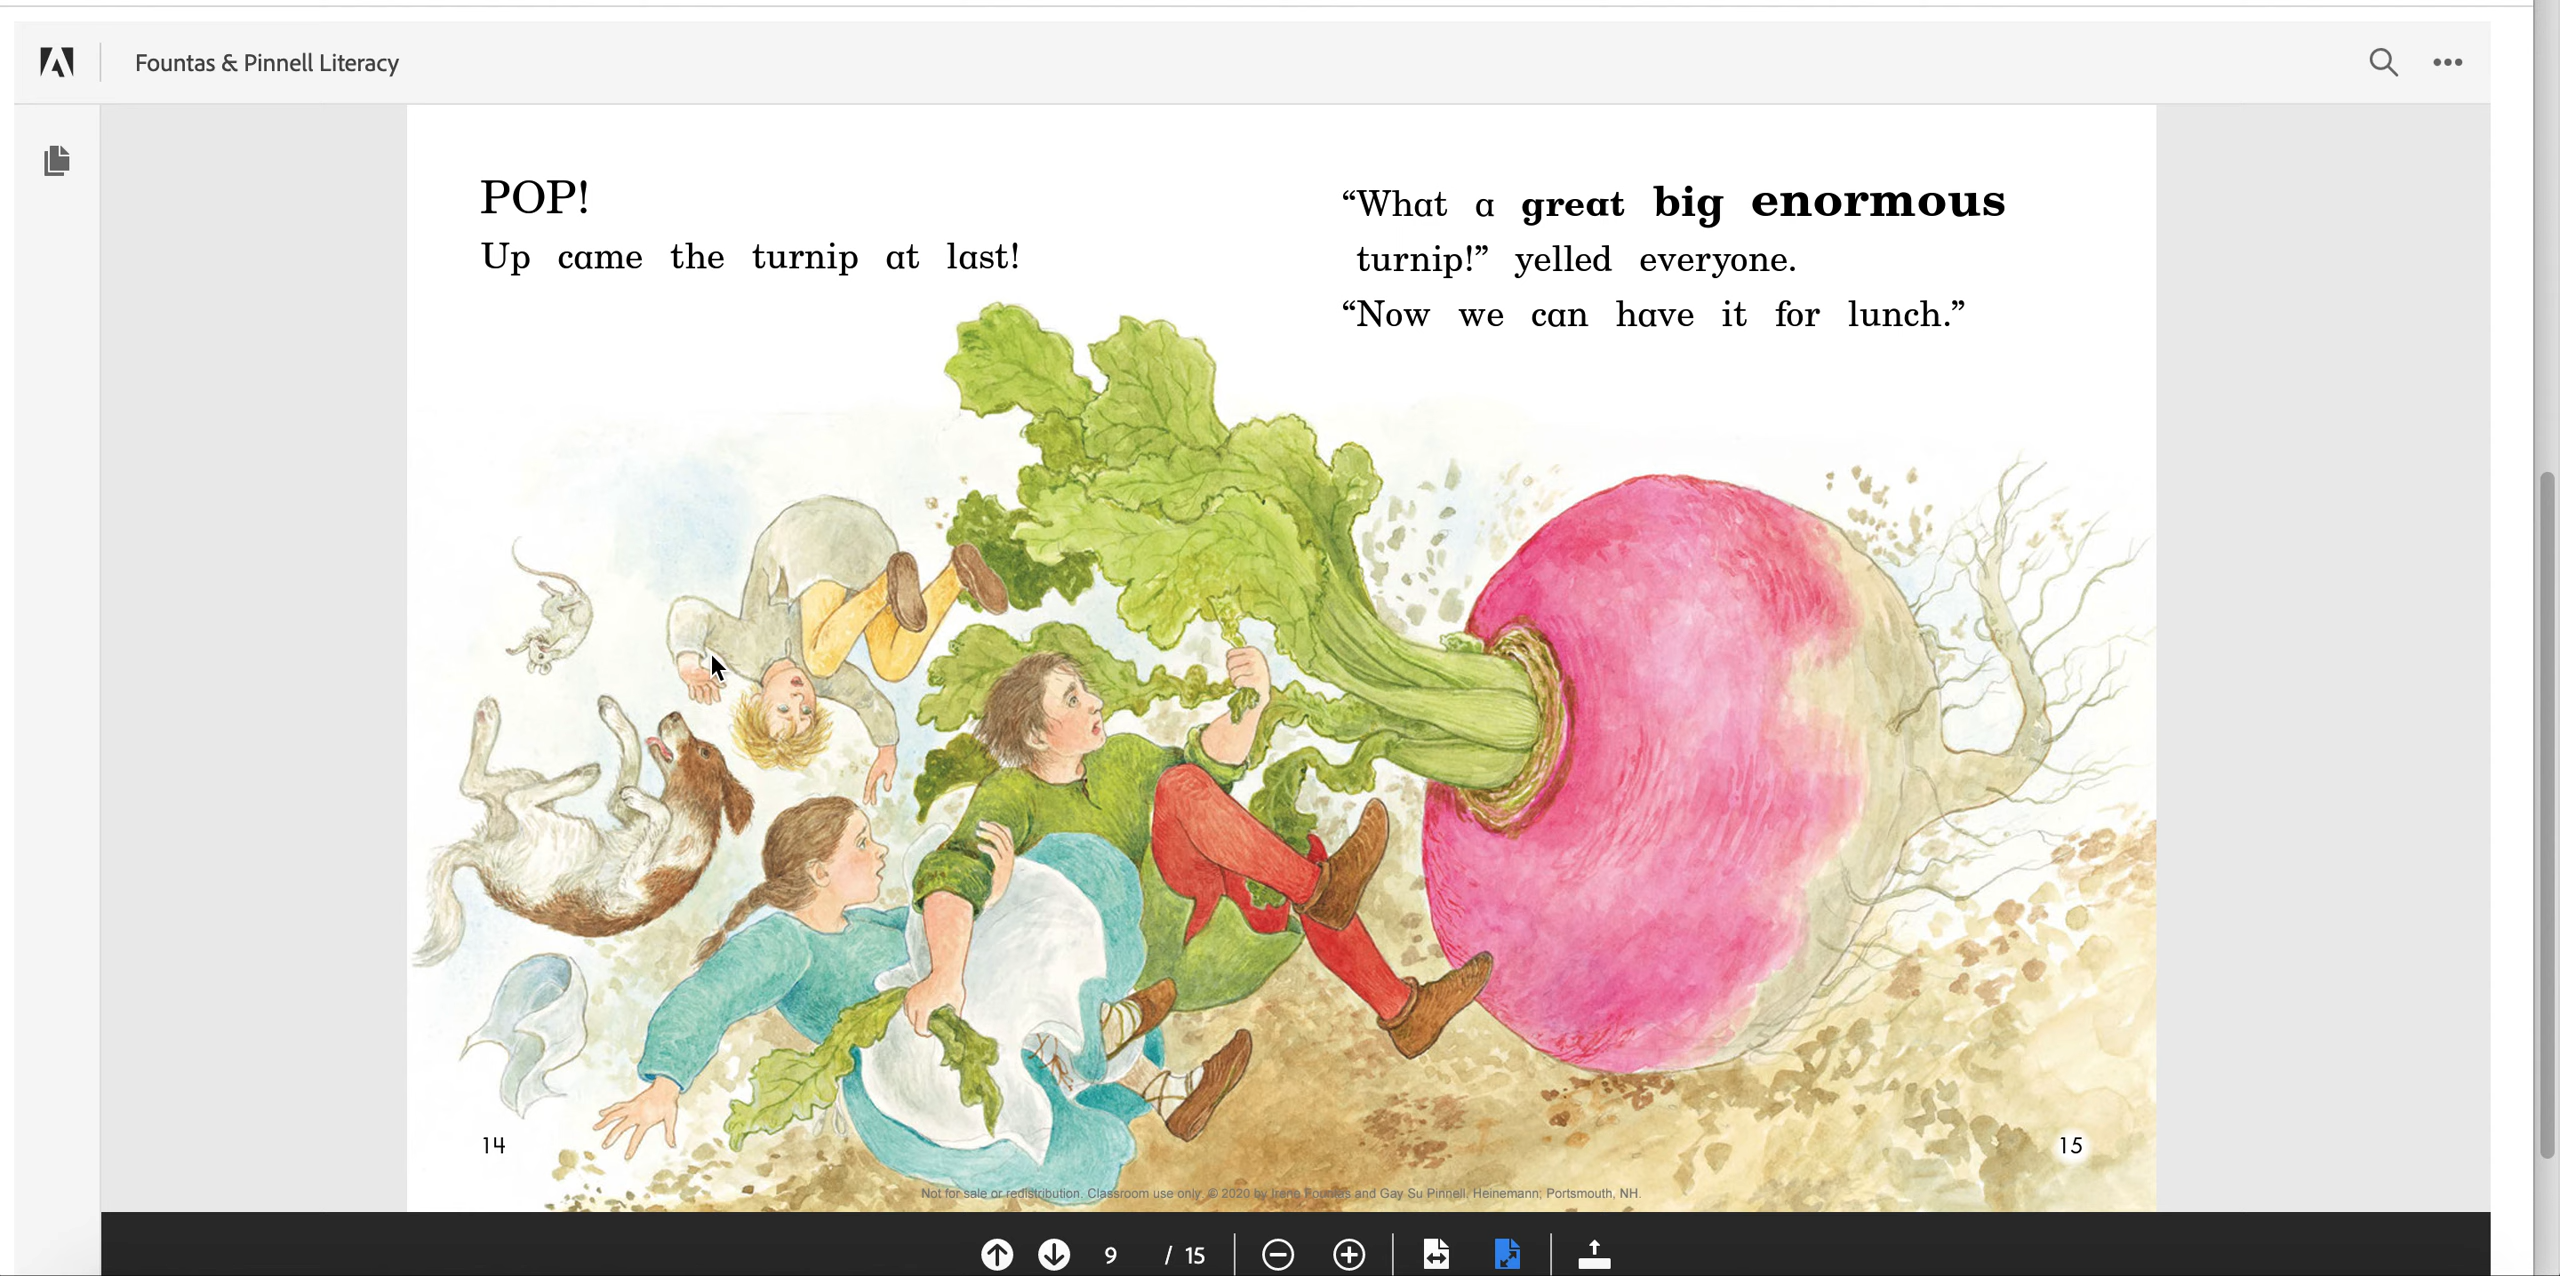 Fountas & Pinnell Literacy
POP!
Up came the turnip at last!
“What a great big enormous
turnip!” yelled everyone.
“Now we can have it for lunch.”
14
15
Not for sale or redistribution. Classroom use only. © 2020 by Irene Fountas and Gay Su Pinnell. Heinemann; Portsmouth, NH.
9 / 15